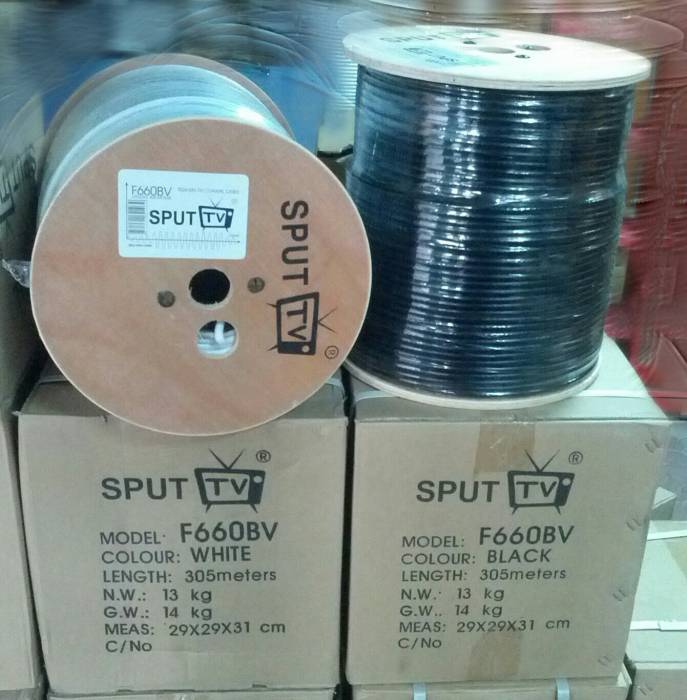 F660BV
SPUT TV
SPUT TV ®
SPUT TV ®
MODEL: F660BV
COLOUR: WHITE
LENGTH: 305meters
N.W.: 13 kg
G.W.: 14 kg
MEAS: 29X29X31 cm
C/No
SPUT TV ®
MODEL: F660BV
COLOUR: BLACK
LENGTH: 305meters
N.W.: 13 kg
G.W.. 14 kg
MEAS: 29X29X31 cm
C/No